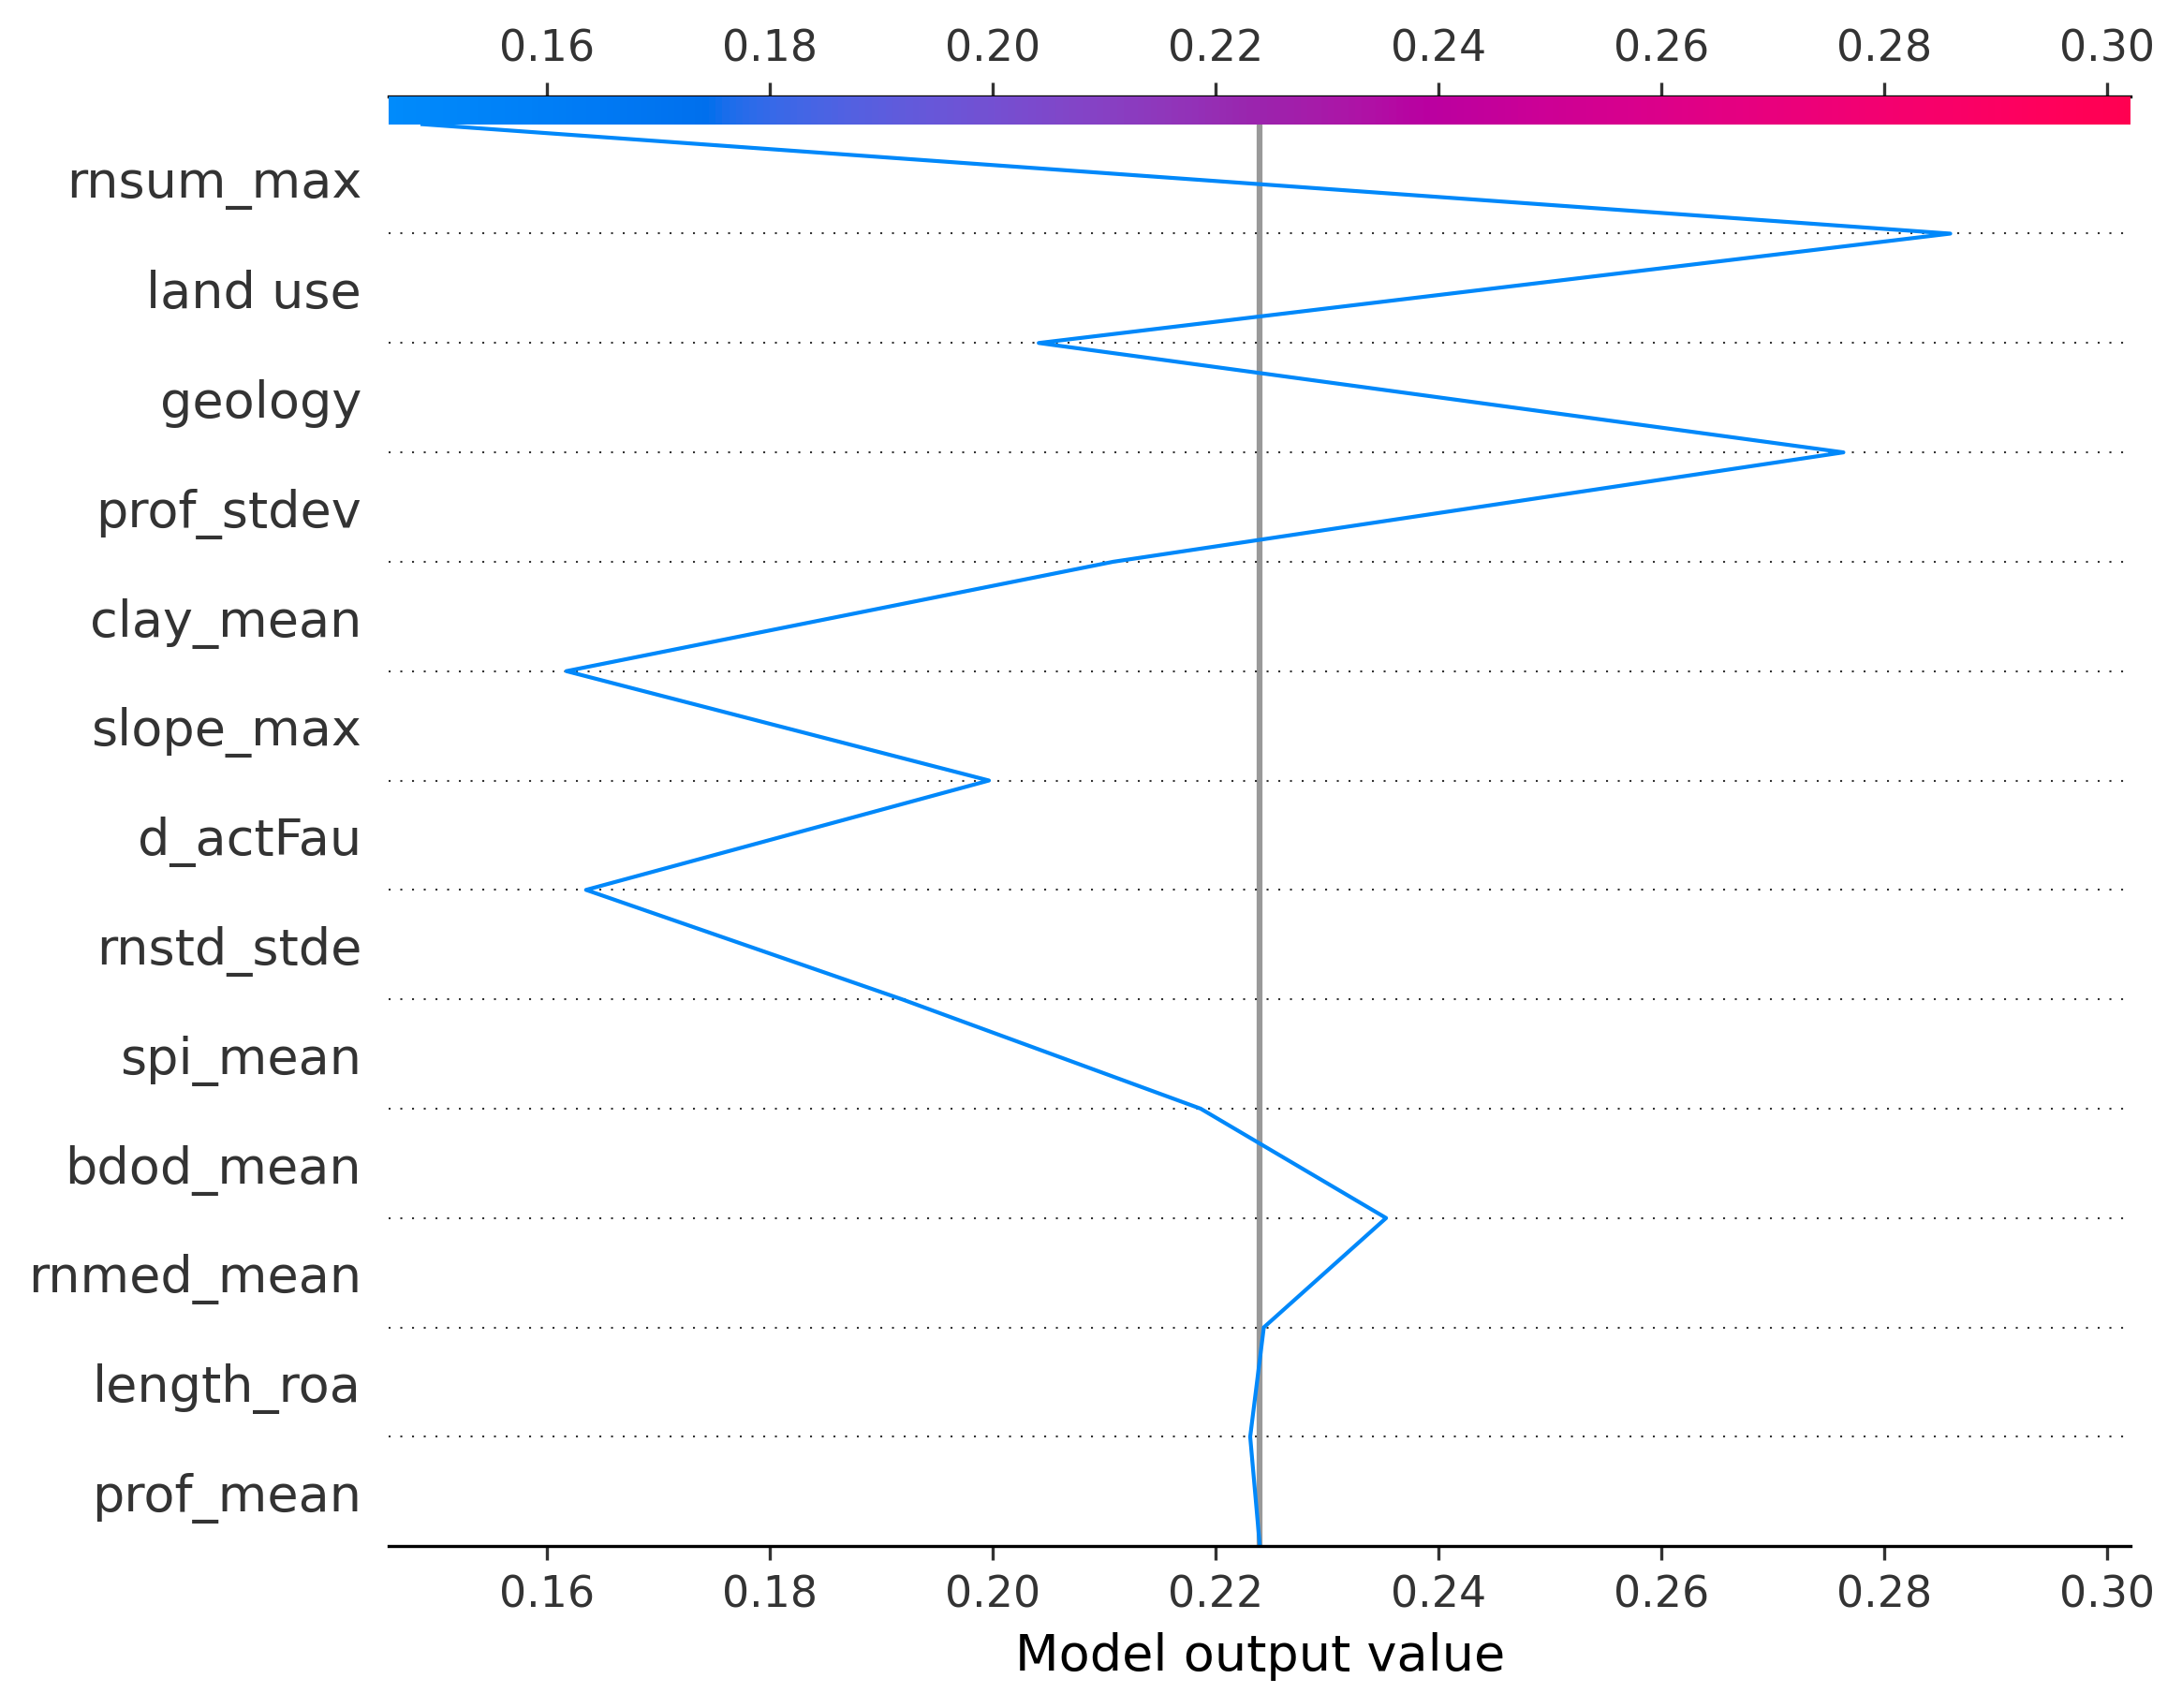 0.16 0.18 0.20 0.22 0.24 0.26 0.28 0.30
rnsum_max
land use
geology
prof_stdev
clay_mean
slope_max
d_actFau
rnstd_stde
spi_mean
bdod_mean
rnmed_mean
length_roa
prof_mean
0.16 0.18 0.20 0.22 0.24 0.26 0.28 0.30
Model output value